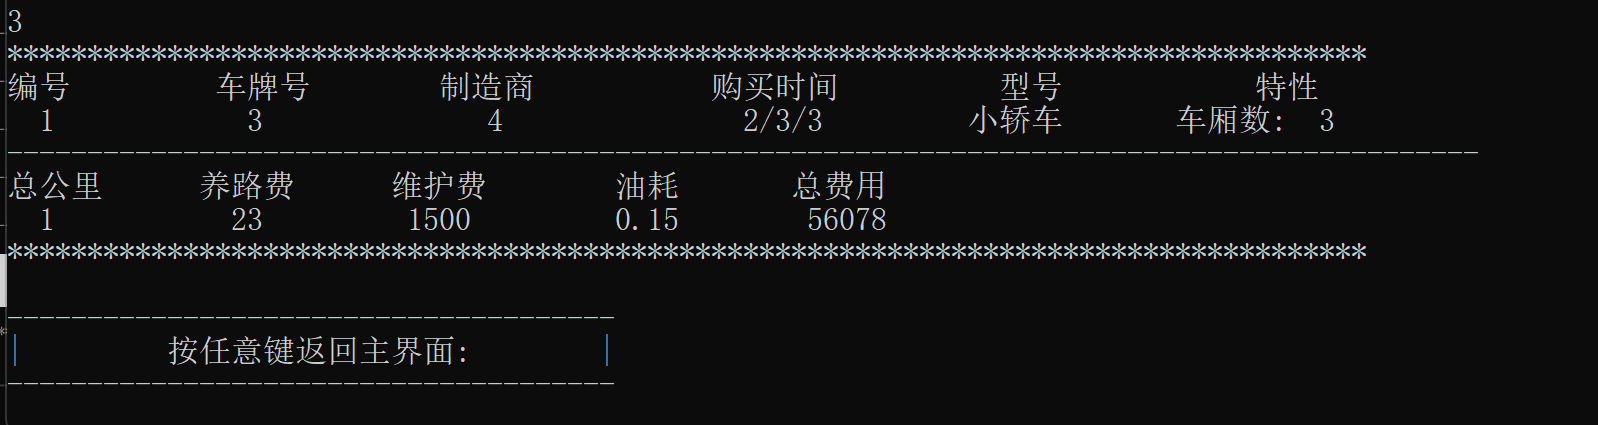 3
*************************************************************************************
编号 车牌号 制造商 购买时间 型号 特性
1 3 4 2/3/3 小轿车 车厢数: 3
--------------------------------------------------------------------------------------------
总公里 养路费 维护费 油耗 总费用
1 23 1500 0.15 56078
*************************************************************************************
--------------------------------------
| 按任意键返回主界面: |
--------------------------------------